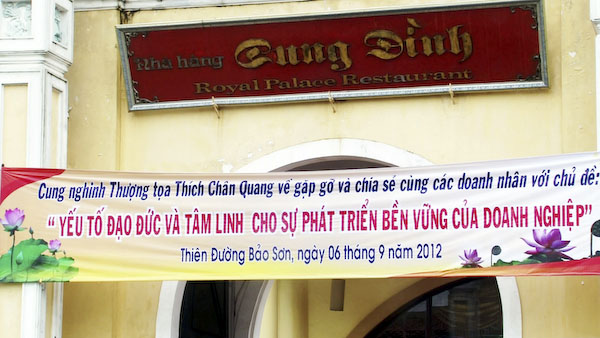 Nhà hàng Cung Đình
Royal Palace Restaurant
Cung nghinh Thượng tọa Thích Chân Quang về gặp gỡ và chia sẻ cùng các doanh nhân với chủ đề:
“ YẾU TỐ ĐẠO ĐỨC VÀ TÂM LINH CHO SỰ PHÁT TRIỂN BỀN VỮNG CỦA DOANH NGHIỆP”
Thiên Đường Bảo Sơn, ngày 06 tháng 9 năm 2012